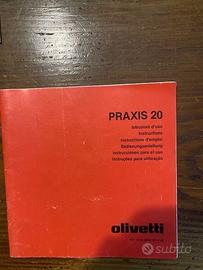 PRAXIS 20
Istruzioni d'uso
Instructions
Instructions d'emploi
Bedienungsanleitung
Instrucciones para el uso
Instruções para utilização
olivetti
subito